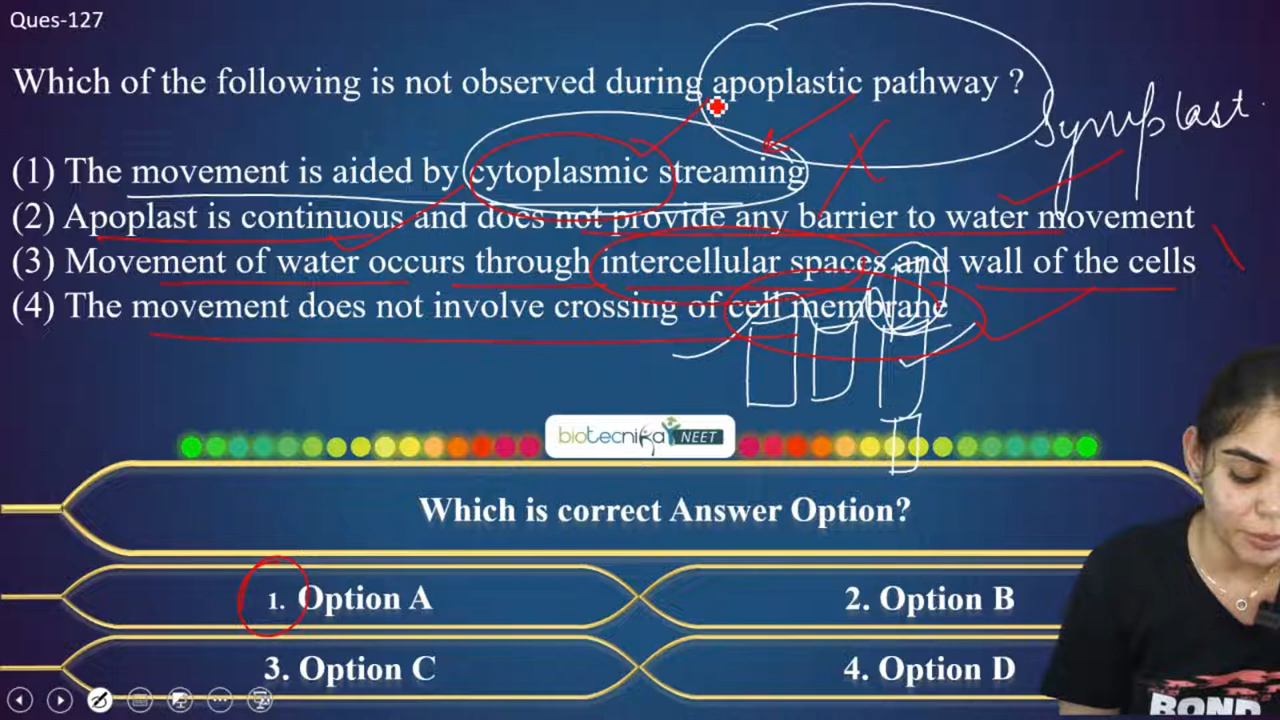 Ques-127
Which of the following is not observed during apoplastic pathway ?
Symplast
(1) The movement is aided by cytoplasmic streaming
(2) Apoplast is continuous and does not provide any barrier to water movement
(3) Movement of water occurs through intercellular spaces and wall of the cells
(4) The movement does not involve crossing of cell membrane
biotecnika NEET
Which is correct Answer Option?
1. Option A
2. Option B
3. Option C
4. Option D
BOND